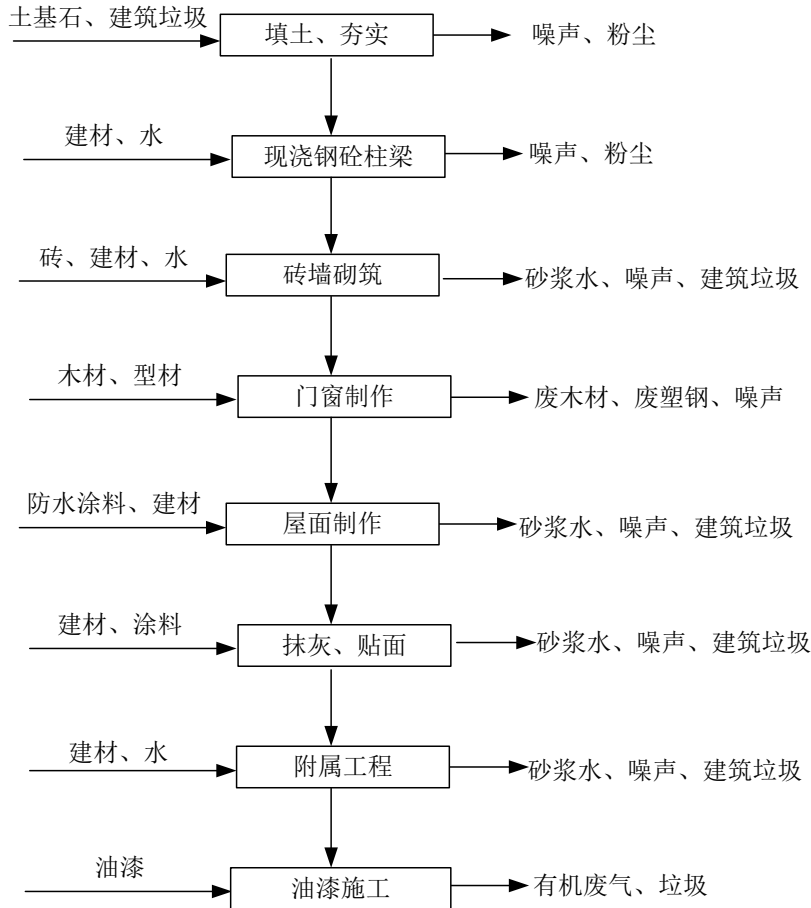 土基石、建筑垃圾
填土、夯实
噪声、粉尘
建材、水
现浇钢砼柱梁
噪声、粉尘
砖、建材、水
砖墙砌筑
砂浆水、噪声、建筑垃圾
木材、型材
门窗制作
废木材、废塑钢、噪声
防水涂料、建材
屋面制作
砂浆水、噪声、建筑垃圾
建材、涂料
抹灰、贴面
砂浆水、噪声、建筑垃圾
建材、水
附属工程
砂浆水、噪声、建筑垃圾
油漆
油漆施工
有机废气、垃圾